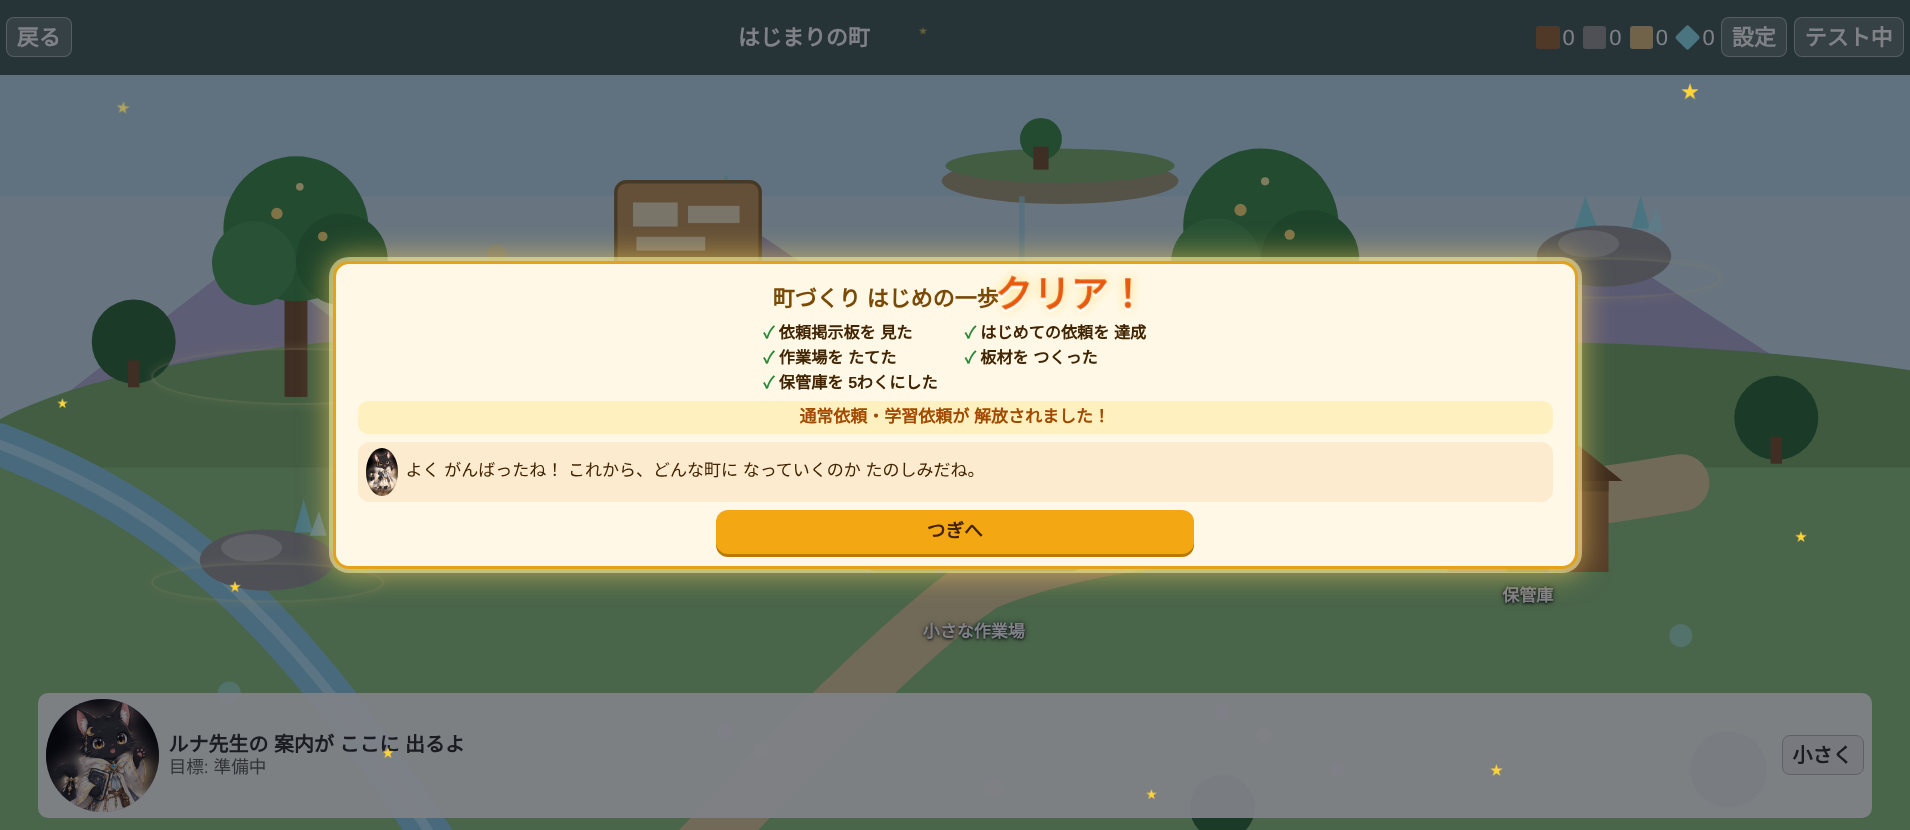 戻る
はじまりの町
0 0 0 0 設定 テスト中
町づくり はじめの一歩クリア！
✓依頼掲示板を 見た ✓はじめての依頼を 達成
✓作業場を たてた ✓板材を つくった
✓保管庫を 5わくにした
通常依頼・学習依頼が 解放されました！
よく がんばったね！ これから、どんな町に なっていくのか たのしみだね。
つぎへ
保管庫
小さな作業場
ルナ先生の 案内が ここに 出るよ
目標: 準備中
小さく